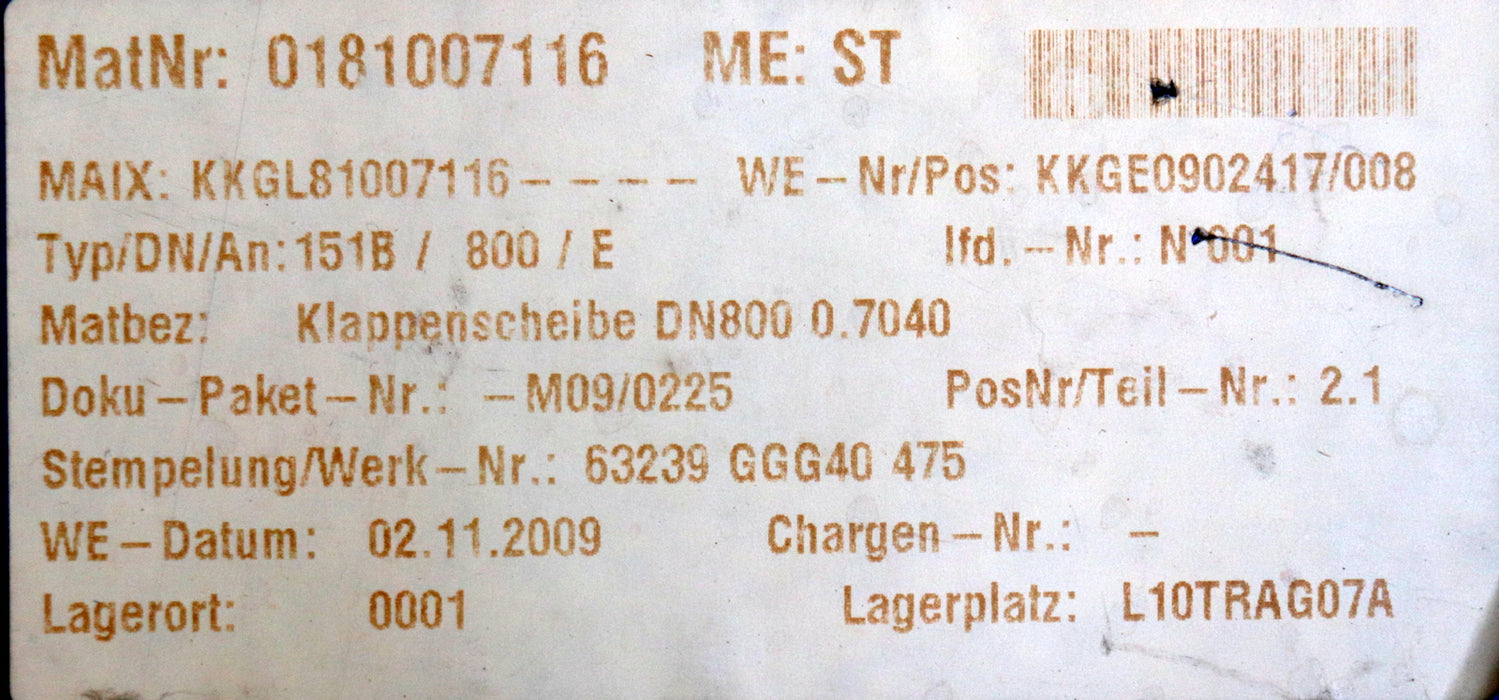 MatNr: 0181007116 ME: ST
MAIX: KKGL81007116 – – – – WE – Nr/Pos: KKGE0902417/008
Typ/DN/An: 151B / 800 / E lfd. – Nr.: N°001
Matbez: Klappenscheibe DN800 0.7040
Doku – Paket – Nr.: – M09/0225 PosNr/Teil – Nr.: 2.1
Stempelung/Werk – Nr.: 63239 GGG40 475
WE – Datum: 02.11.2009 Chargen – Nr.: –
Lagerort: 0001 Lagerplatz: L10TRAG07A